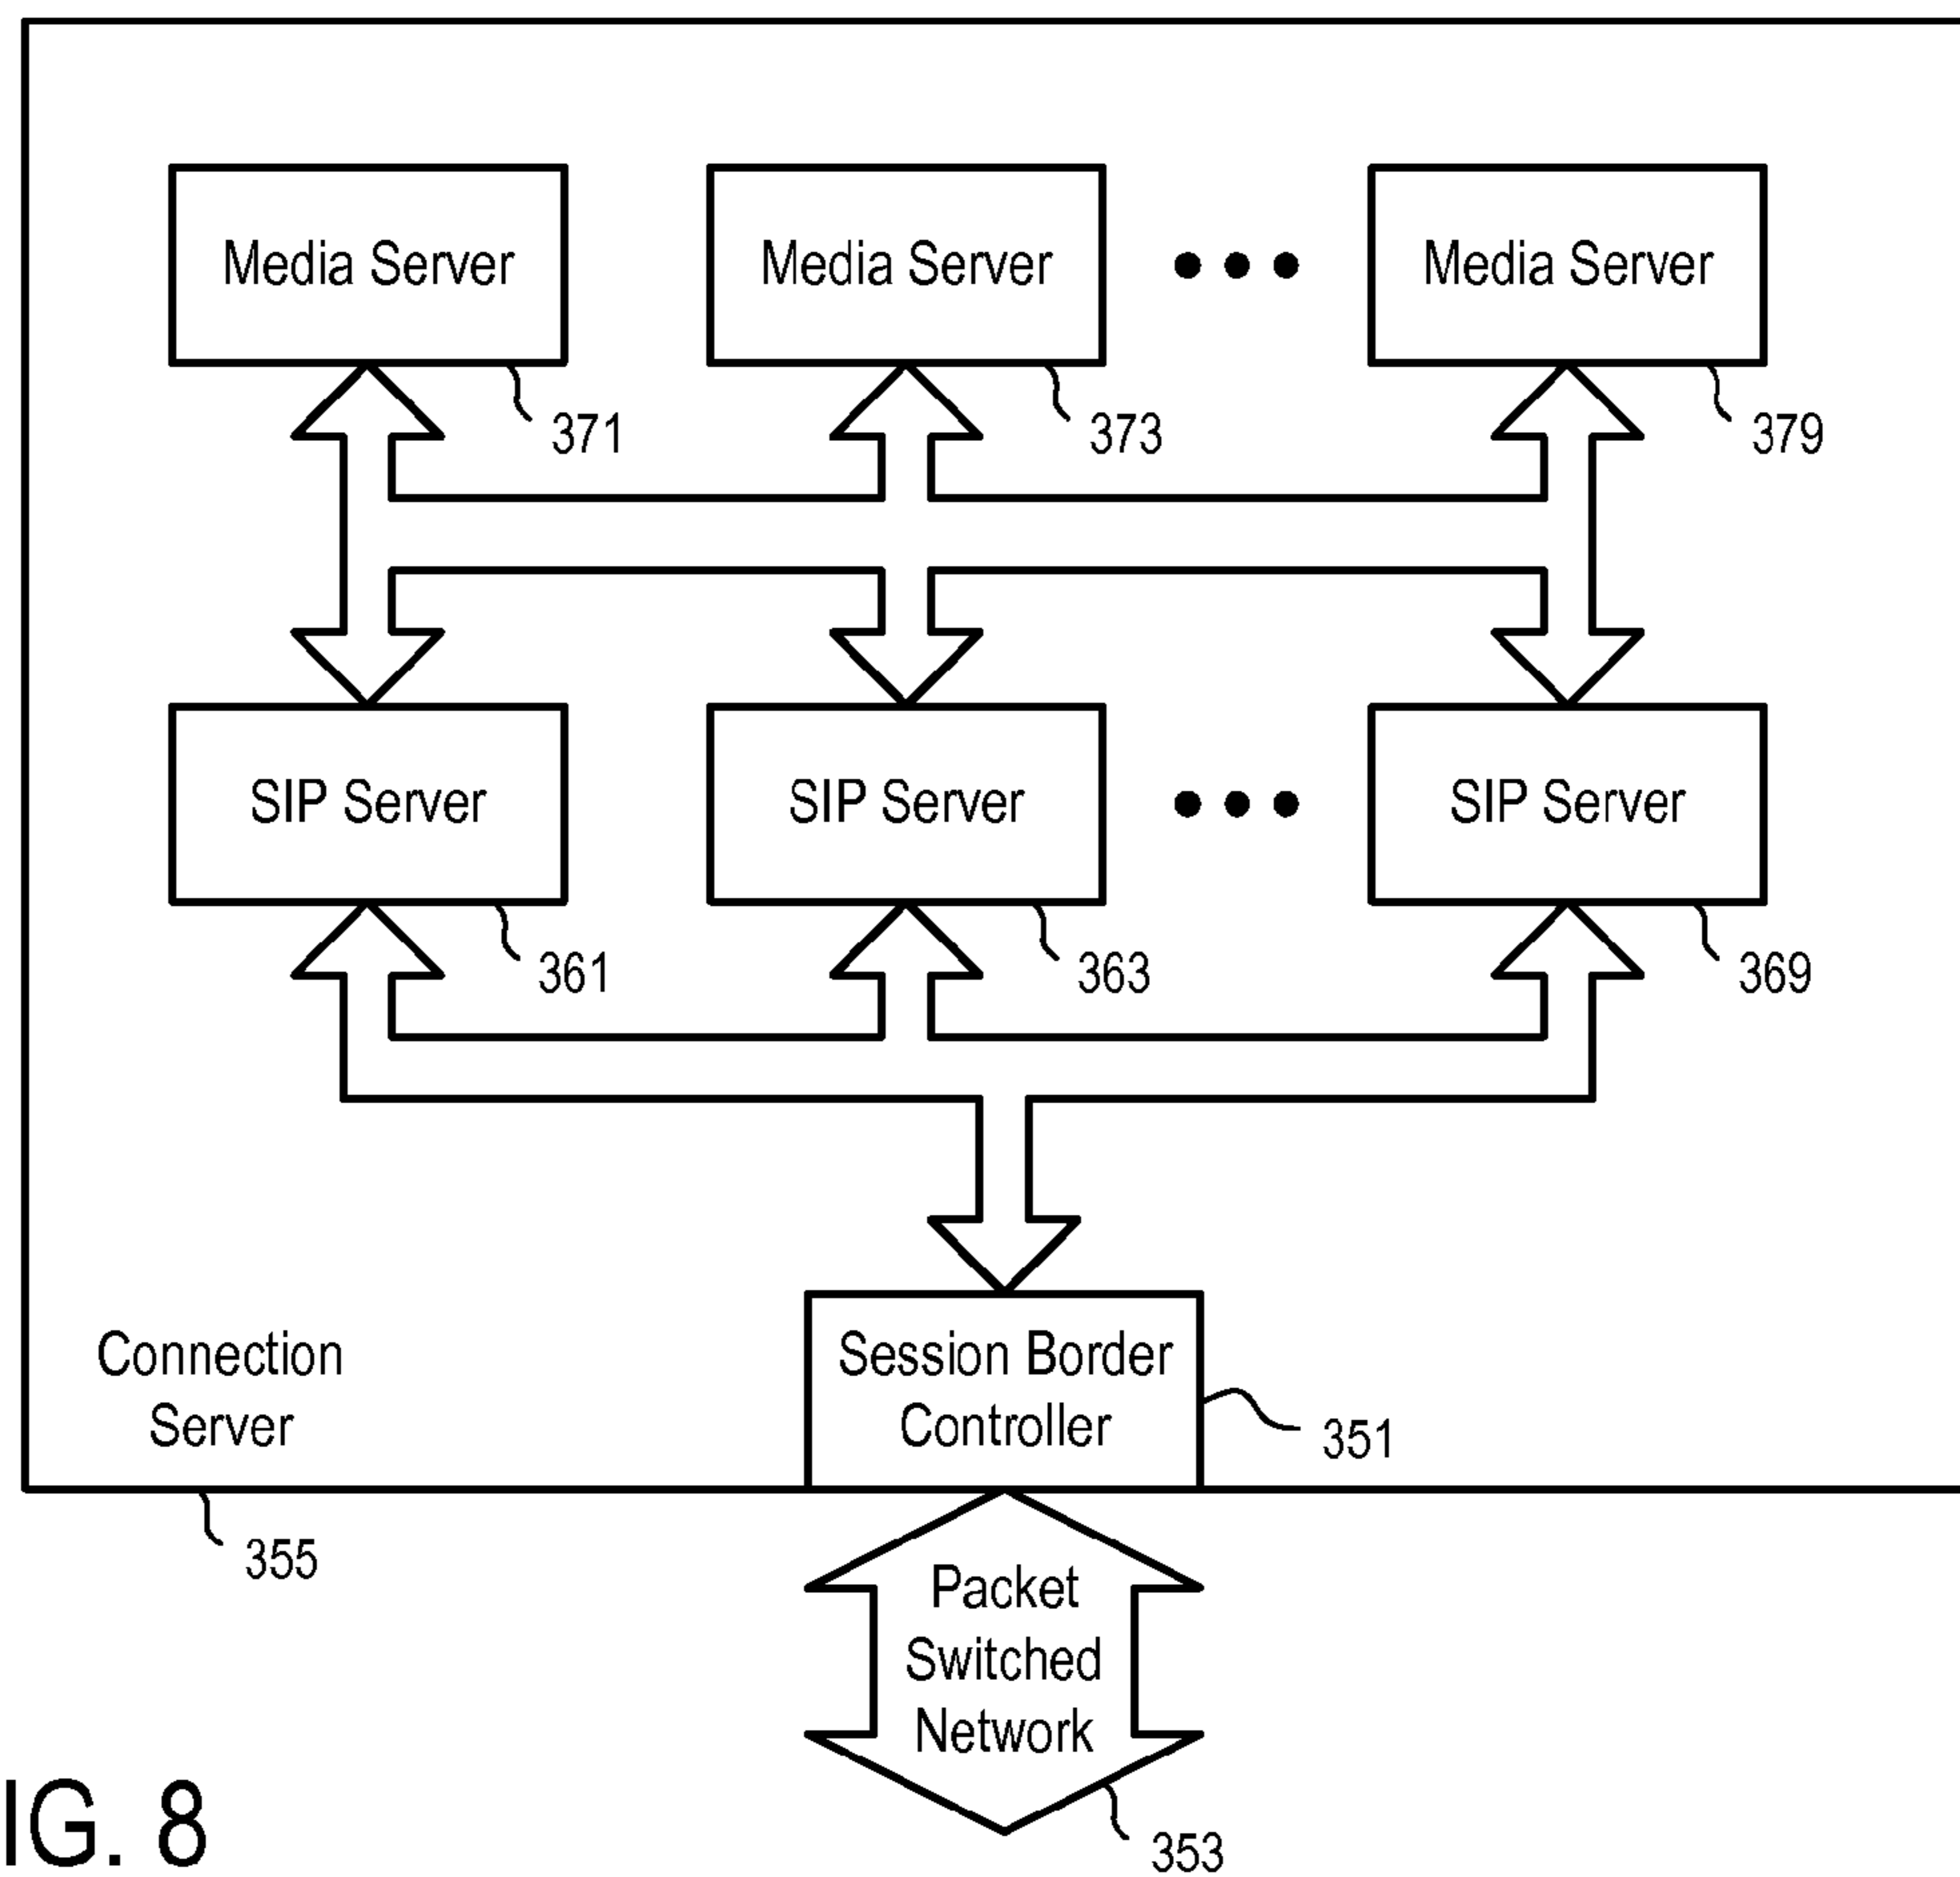 Media Server
Media Server
Media Server
371
373
379
SIP Server
SIP Server
SIP Server
361
363
369
Connection
Server
Session Border
Controller
351
355
Packet
Switched
Network
353
IG. 8